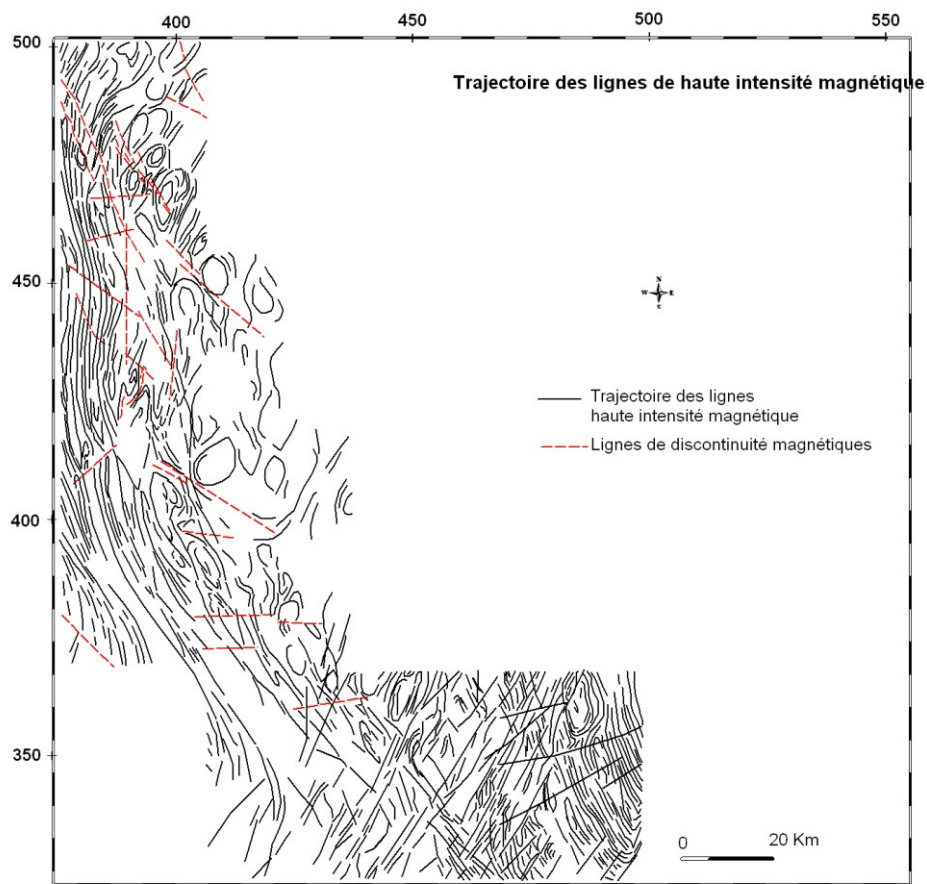 400 450 500 550
500
Trajectoire des lignes de haute intensité magnétique
450
N
W E
S
Trajectoire des lignes
haute intensité magnétique
Lignes de discontinuité magnétiques
400
350
0 20 Km